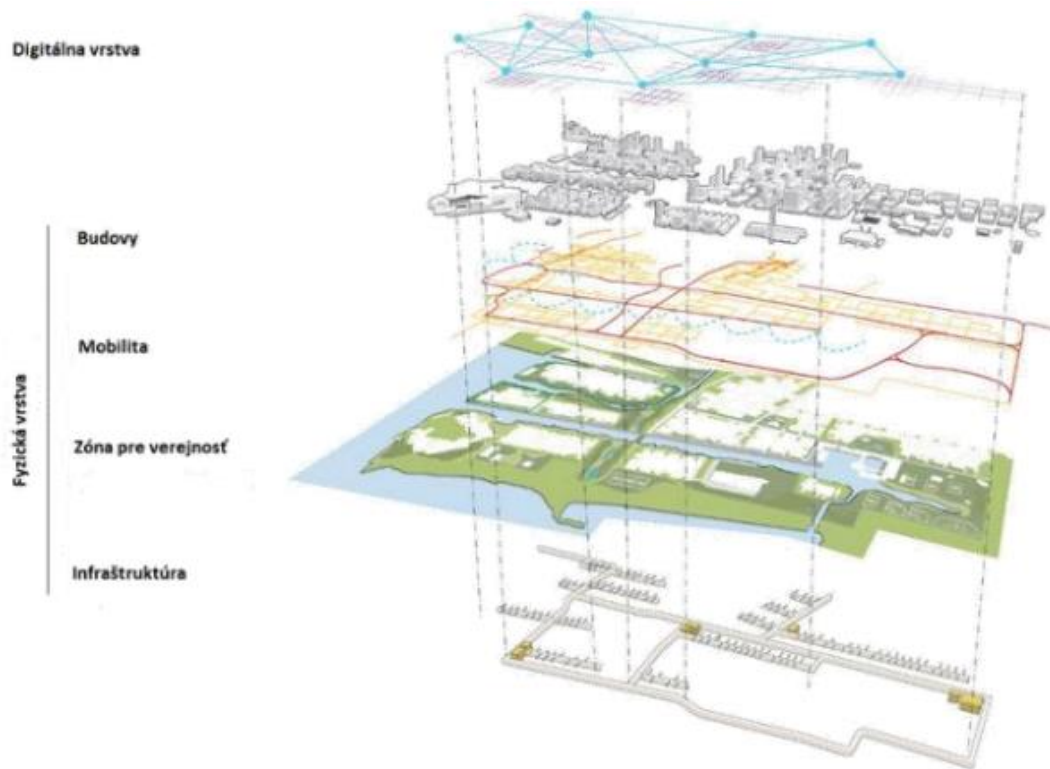 Digitálna vrstva
Budovy
Mobilita
Zóna pre verejnosť
Infraštruktúra
Fyzická vrstva